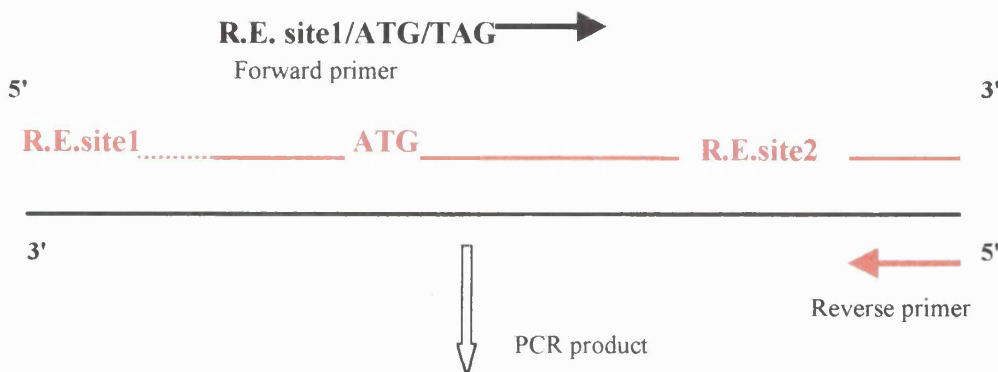 R.E. site1/ATG/TAG
Forward primer
5' 3'
R.E.site1 ATG R.E.site2
3' 5'
Reverse primer
PCR product